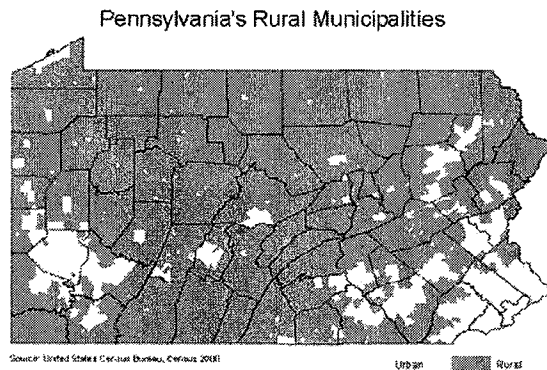 Pennsylvania's Rural Municipalities
Source: United States Census Bureau, Census 2000
Urban Rural